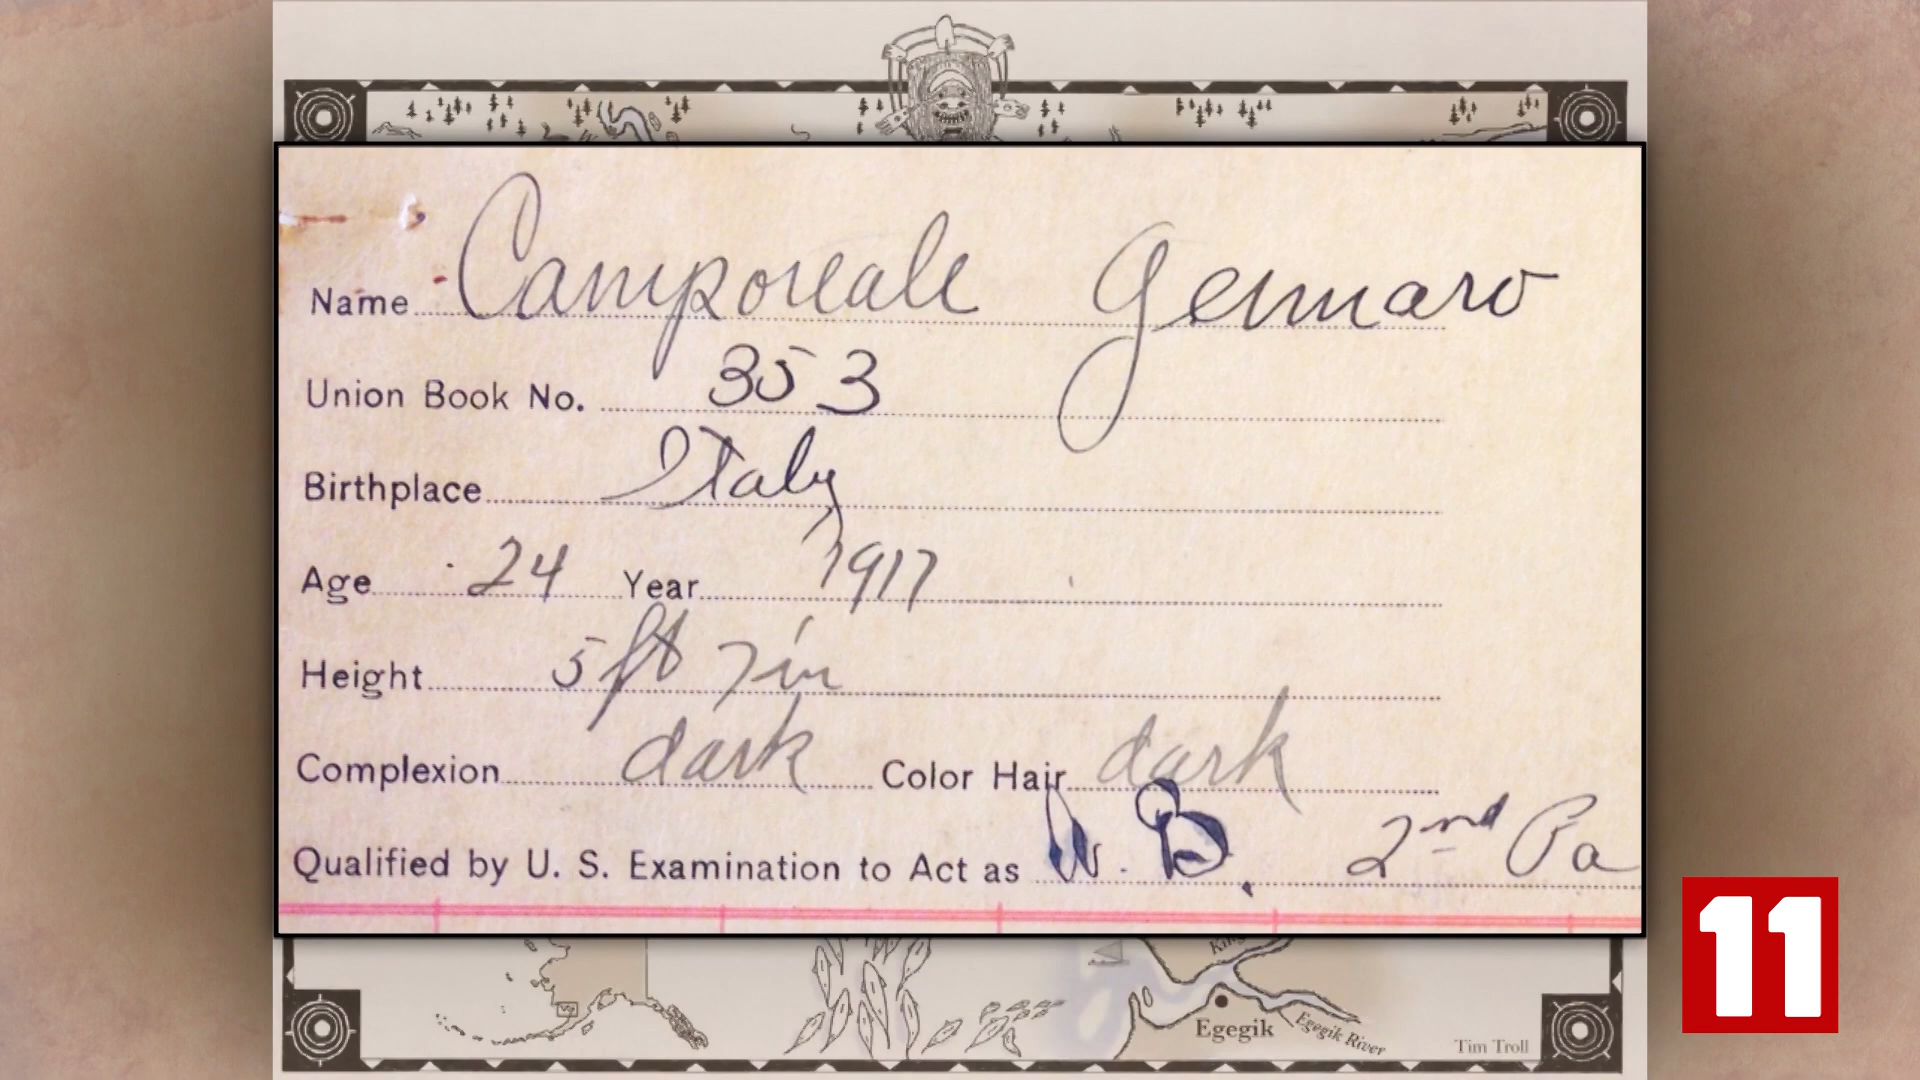 Name Camporeale Gennaro
Union Book No. 353
Birthplace Italy
Age 24 Year 1917
Height 5 ft 7 in
Complexion dark Color Hair dark
Qualified by U. S. Examination to Act as W. B. 2nd Pa
Egegik
Egegik River
Tim Troll
11